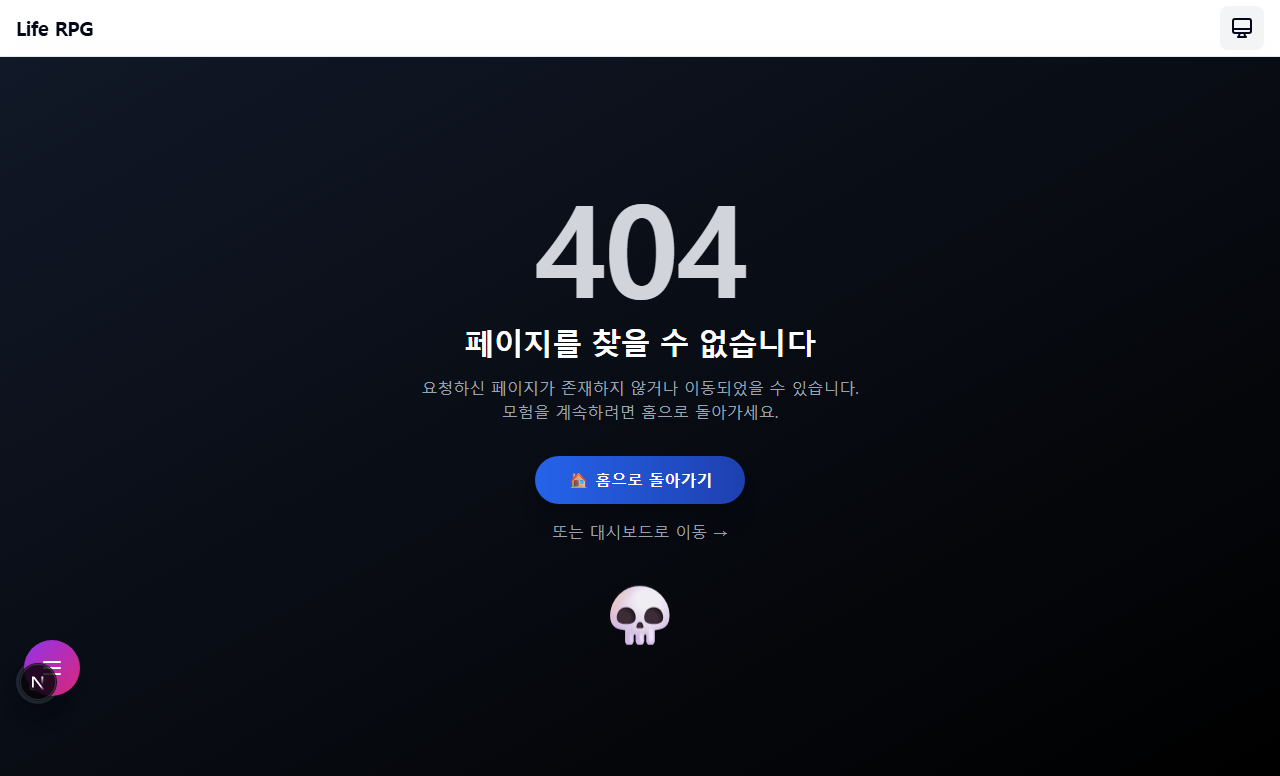 Life RPG
404
페이지를 찾을 수 없습니다
요청하신 페이지가 존재하지 않거나 이동되었을 수 있습니다.
모험을 계속하려면 홈으로 돌아가세요.
🏠 홈으로 돌아가기
또는 대시보드로 이동 →
N